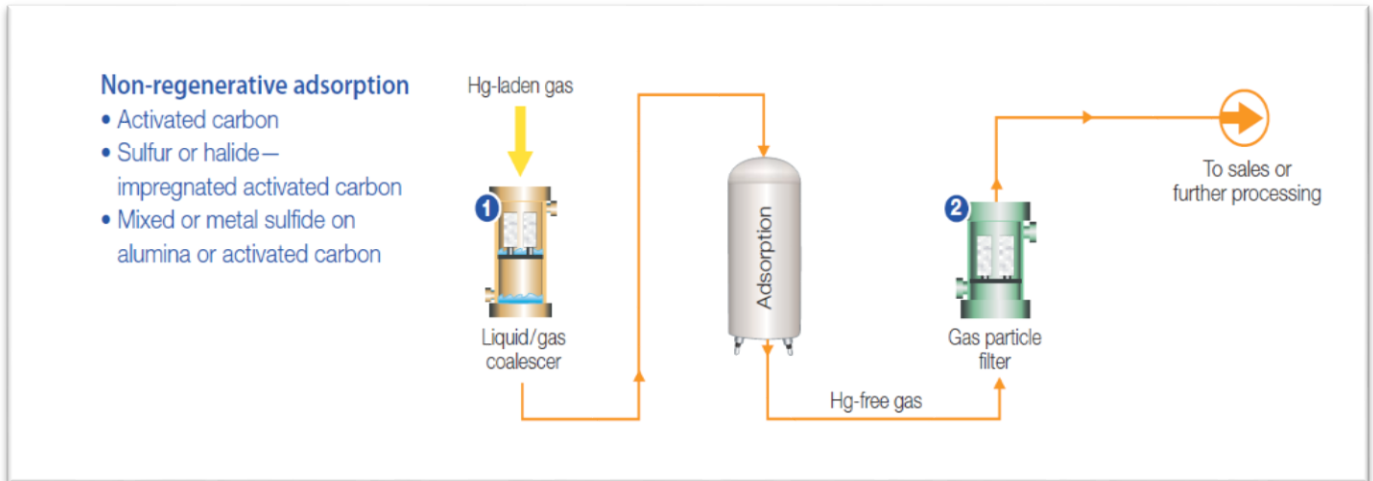 Non-regenerative adsorption
• Activated carbon
• Sulfur or halide—
impregnated activated carbon
• Mixed or metal sulfide on
alumina or activated carbon
Hg-laden gas
1
Liquid/gas
coalescer
Adsorption
Hg-free gas
2
Gas particle
filter
To sales or
further processing